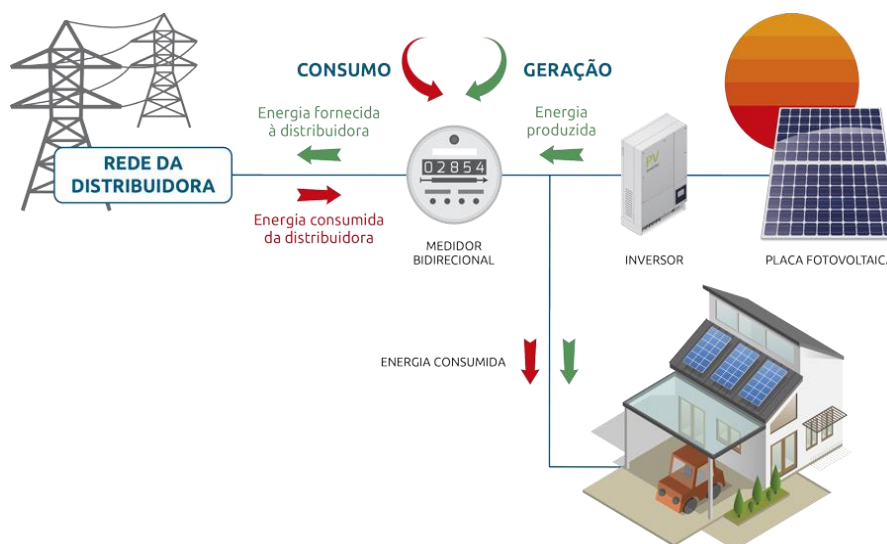 CONSUMO
GERAÇÃO
Energia fornecida
à distribuidora
Energia
produzida
REDE DA
DISTRIBUIDORA
02854
PV
Energia consumida
da distribuidora
MEDIDOR
BIDIRECIONAL
INVERSOR
PLACA FOTOVOLTAICA
ENERGIA CONSUMIDA